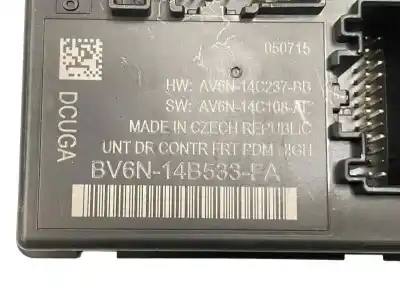 050715
HW: AV6N-14C237-BB
SW: AV6N-14C108-AF
MADE IN CZECH REPUBLIC
UNT DR CONTR FRT PDM HIGH
BV6N-14B533-FA
DCUGA